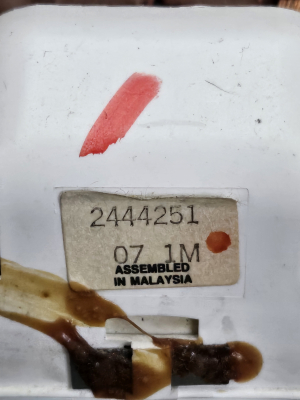 2444251
07 1M
ASSEMBLED
IN MALAYSIA